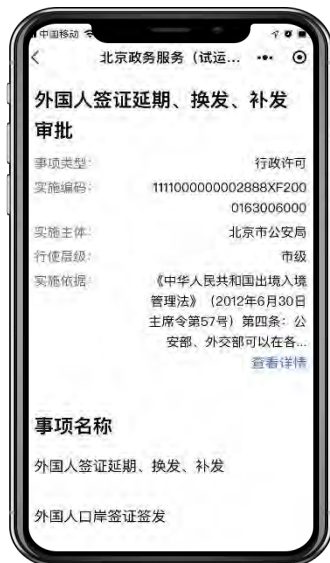 中国移动
北京政务服务（试运...
外国人签证延期、换发、补发
审批
事项类型：
行政许可
实施编码：
1111000000002888XF200
0163006000
实施主体：
北京市公安局
行使层级：
市级
实施依据：
《中华人民共和国出境入境
管理法》（2012年6月30日
主席令第57号）第四条：公
安部、外交部可以在各...
查看详情
事项名称
外国人签证延期、换发、补发
外国人口岸签证签发